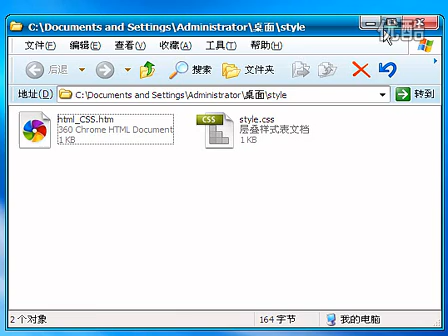 C:\Documents and Settings\Administrator\桌面\style
优酷
文件(F) 编辑(E) 查看(V) 收藏(A) 工具(T) 帮助(H)
后退 搜索 文件夹
地址(D) C:\Documents and Settings\Administrator\桌面\style 转到
html_CSS.htm
360 Chrome HTML Document
1 KB
CSS
style.css
层叠样式表文档
1 KB
2 个对象 164 字节 我的电脑